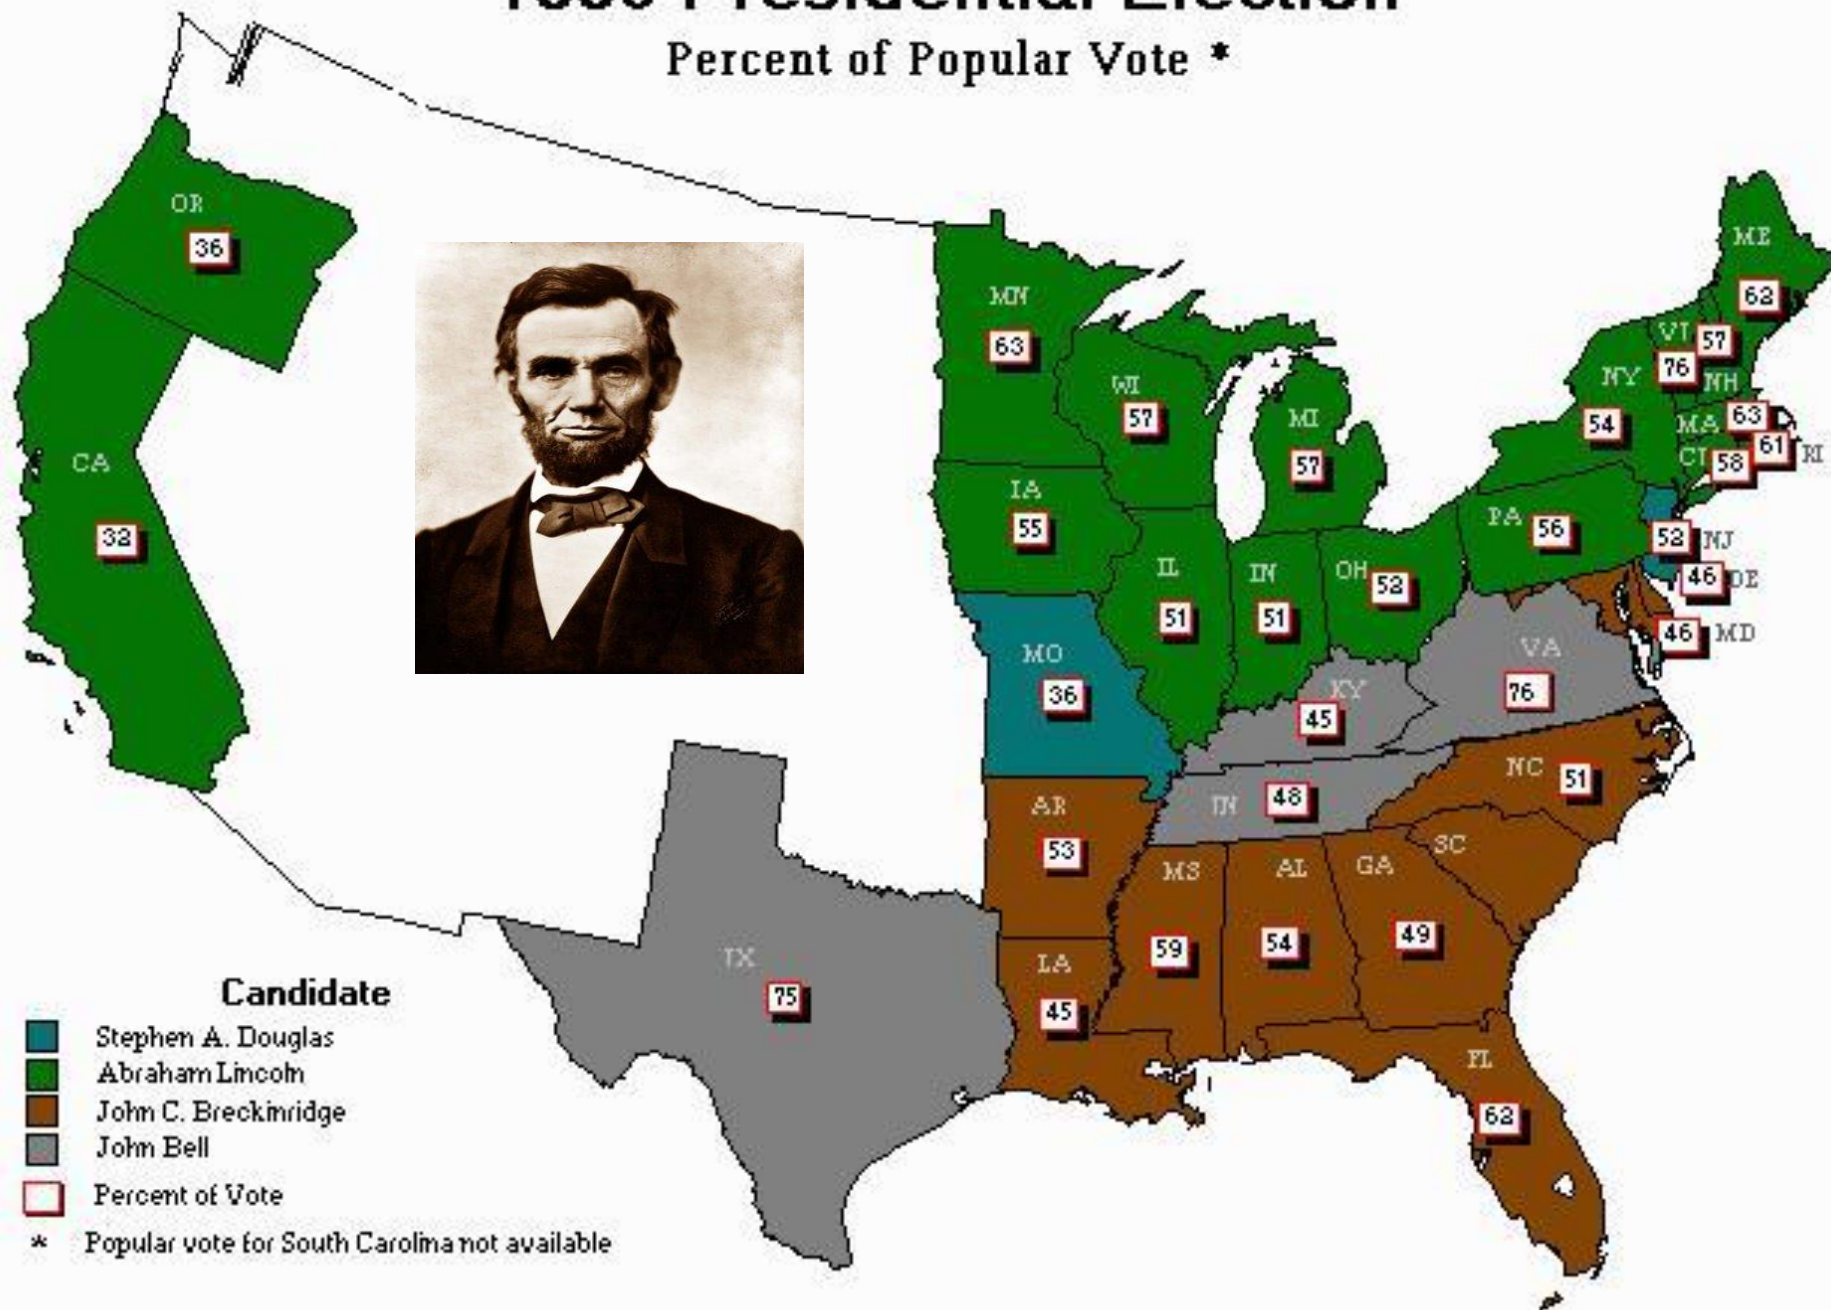 Presidential Election
Percent of Popular Vote *
OR
36
ME
62
MN
63
VT
57
76
NH
WI
57
NY
54
MI
57
MA
63
61
RI
CT
58
CA
32
IA
55
PA
56
52
NJ
46
DE
IL
51
IN
51
OH
52
46
MD
MO
36
VA
76
KY
45
NC
51
TN
48
AR
53
SC
MS
59
AL
54
GA
49
TX
75
LA
45
FL
62
Candidate
Stephen A. Douglas
Abraham Lincoln
John C. Breckinridge
John Bell
Percent of Vote
* Popular vote for South Carolina not available